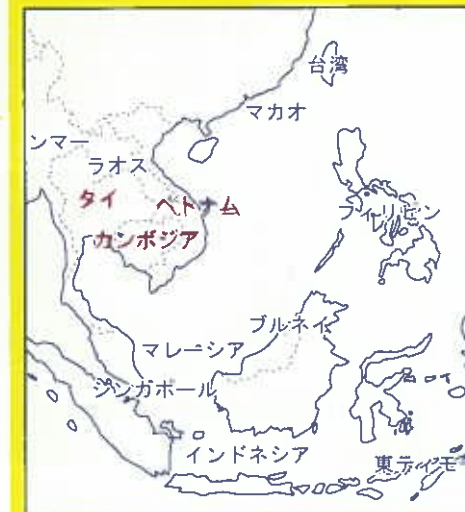 台湾
マカオ
ンマー
ラオス
タイ
ベトナム
フィリピン
カンボジア
ブルネイ
マレーシア
シンガポール
インドネシア
東ティモ